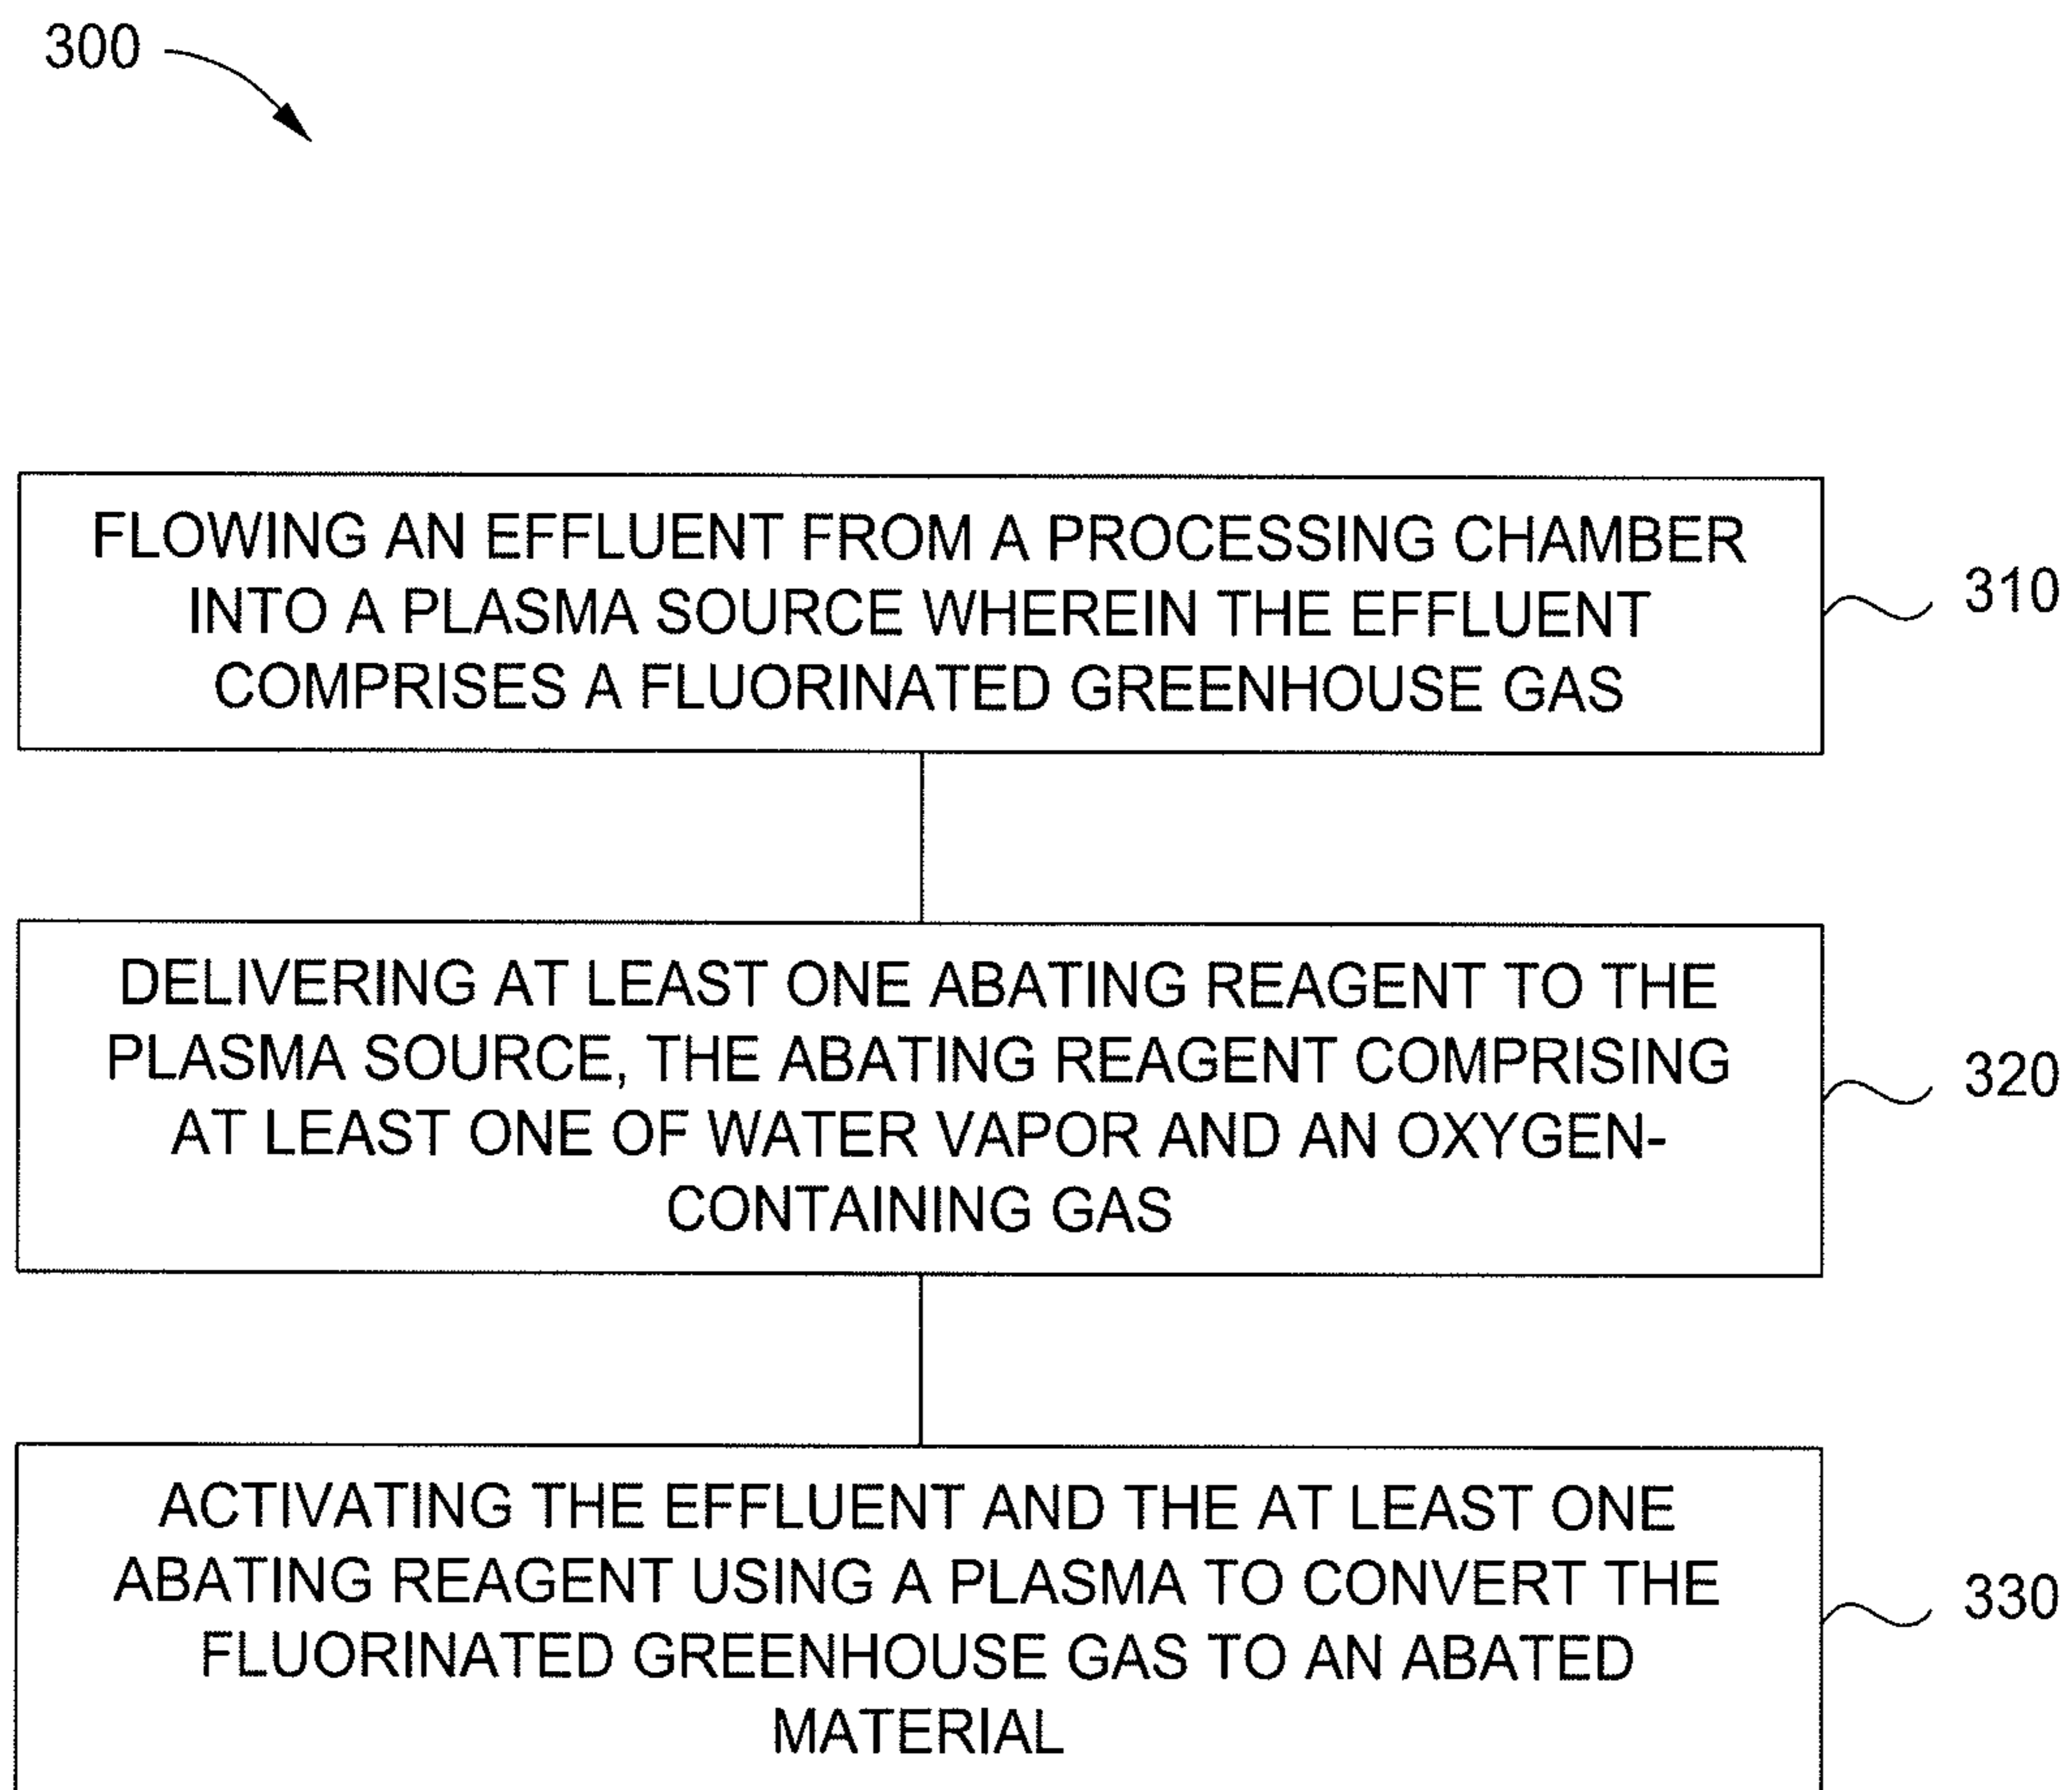 300
FLOWING AN EFFLUENT FROM A PROCESSING CHAMBER
INTO A PLASMA SOURCE WHEREIN THE EFFLUENT
COMPRISES A FLUORINATED GREENHOUSE GAS
310
DELIVERING AT LEAST ONE ABATING REAGENT TO THE
PLASMA SOURCE, THE ABATING REAGENT COMPRISING
AT LEAST ONE OF WATER VAPOR AND AN OXYGEN-
CONTAINING GAS
320
ACTIVATING THE EFFLUENT AND THE AT LEAST ONE
ABATING REAGENT USING A PLASMA TO CONVERT THE
FLUORINATED GREENHOUSE GAS TO AN ABATED
MATERIAL
330